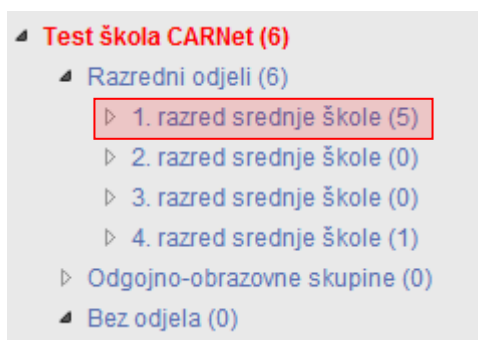 Test škola CARNet (6)
Razredni odjeli (6)
1. razred srednje škole (5)
2. razred srednje škole (0)
3. razred srednje škole (0)
4. razred srednje škole (1)
Odgojno-obrazovne skupine (0)
Bez odjela (0)